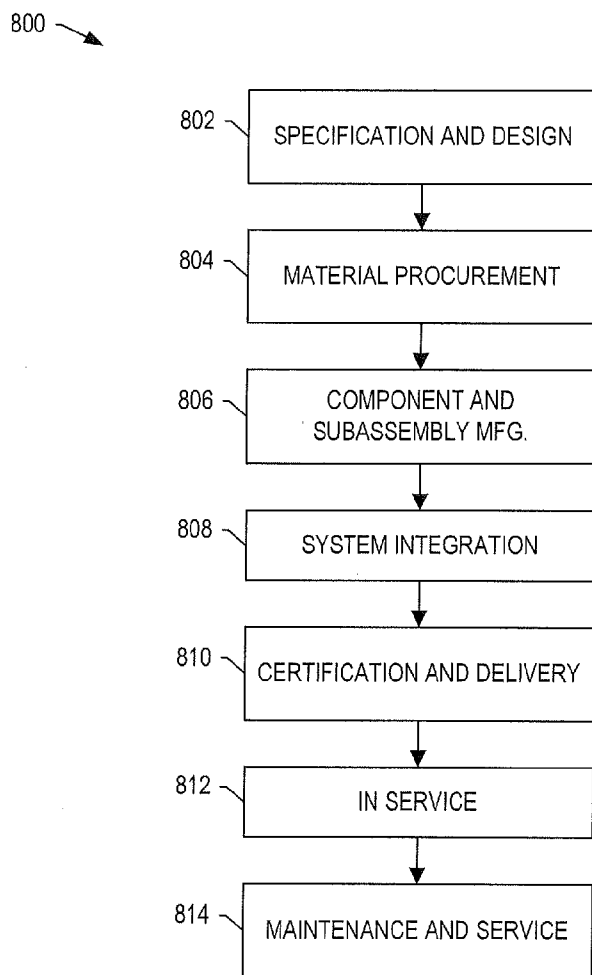 800
802
SPECIFICATION AND DESIGN
804
MATERIAL PROCUREMENT
806
COMPONENT AND
SUBASSEMBLY MFG.
808
SYSTEM INTEGRATION
810
CERTIFICATION AND DELIVERY
812
IN SERVICE
814
MAINTENANCE AND SERVICE